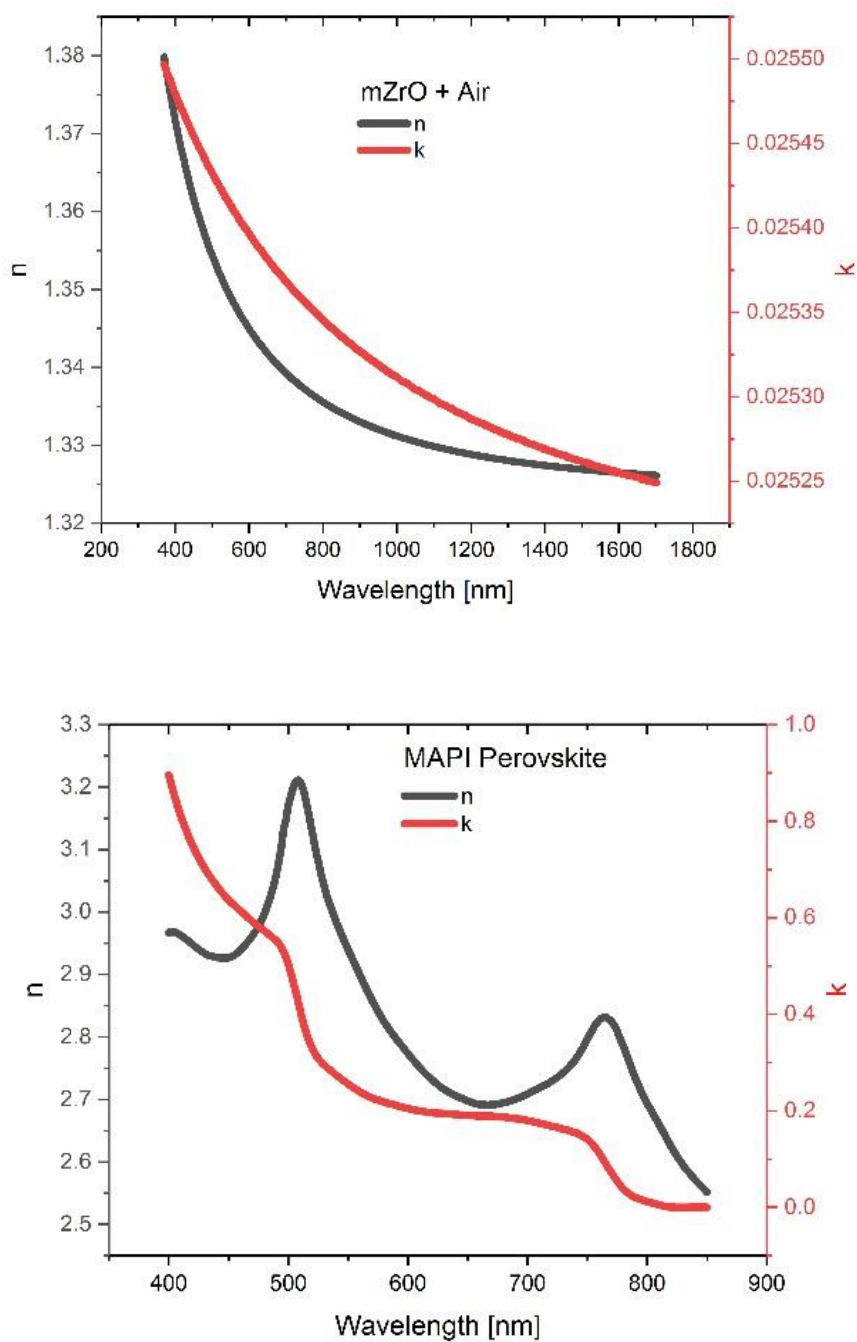 mZrO + Air
n
k
1.38
1.37
1.36
1.35
1.34
1.33
1.32
n
0.02550
0.02545
0.02540
0.02535
0.02530
0.02525
k
200 400 600 800 1000 1200 1400 1600 1800
Wavelength [nm]
MAPI Perovskite
n
k
3.3
3.2
3.1
3.0
2.9
2.8
2.7
2.6
2.5
n
1.0
0.8
0.6
0.4
0.2
0.0
k
400 500 600 700 800 900
Wavelength [nm]